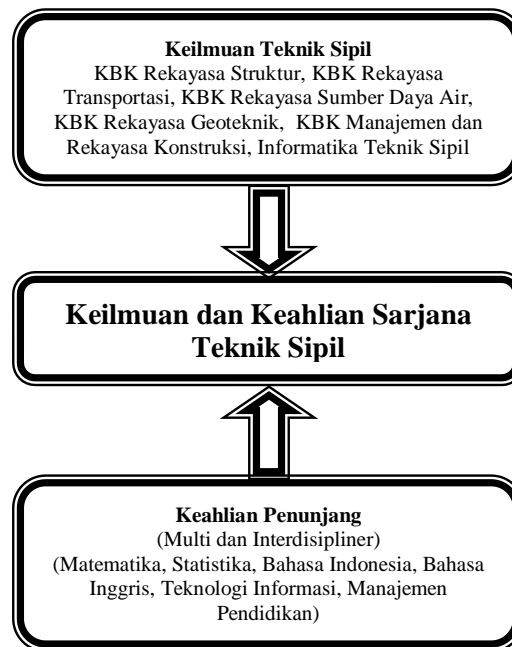 Keilmuan Teknik Sipil
KBK Rekayasa Struktur, KBK Rekayasa
Transportasi, KBK Rekayasa Sumber Daya Air,
KBK Rekayasa Geoteknik, KBK Manajemen dan
Rekayasa Konstruksi, Informatika Teknik Sipil
Keilmuan dan Keahlian Sarjana
Teknik Sipil
Keahlian Penunjang
(Multi dan Interdisipliner)
(Matematika, Statistika, Bahasa Indonesia, Bahasa
Inggris, Teknologi Informasi, Manajemen
Pendidikan)